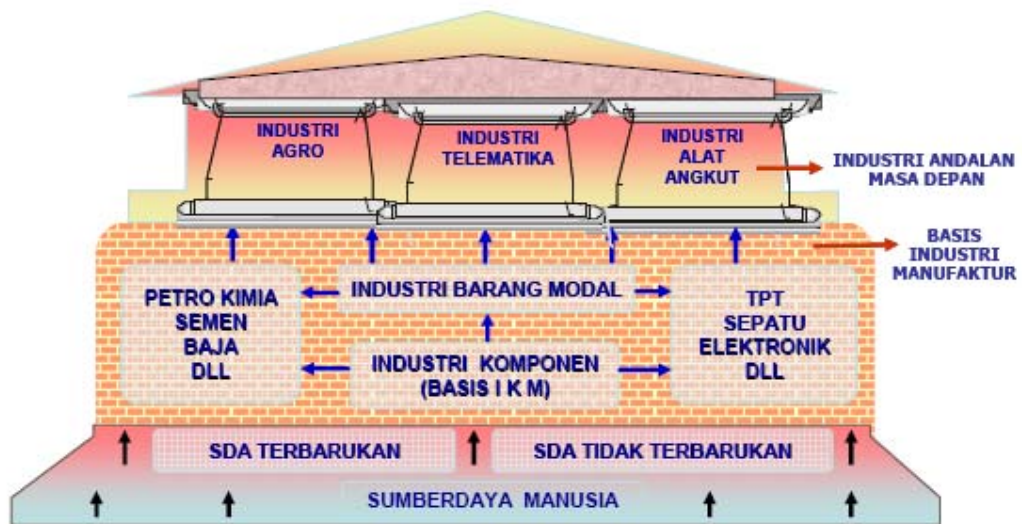 INDUSTRI
AGRO
INDUSTRI
TELEMATIKA
INDUSTRI
ALAT
ANGKUT
INDUSTRI ANDALAN
MASA DEPAN
BASIS
INDUSTRI
MANUFAKTUR
PETRO KIMIA
SEMEN
BAJA
DLL
INDUSTRI BARANG MODAL
INDUSTRI KOMPONEN
(BASIS I K M)
TPT
SEPATU
ELEKTRONIK
DLL
SDA TERBARUKAN
SDA TIDAK TERBARUKAN
SUMBERDAYA MANUSIA